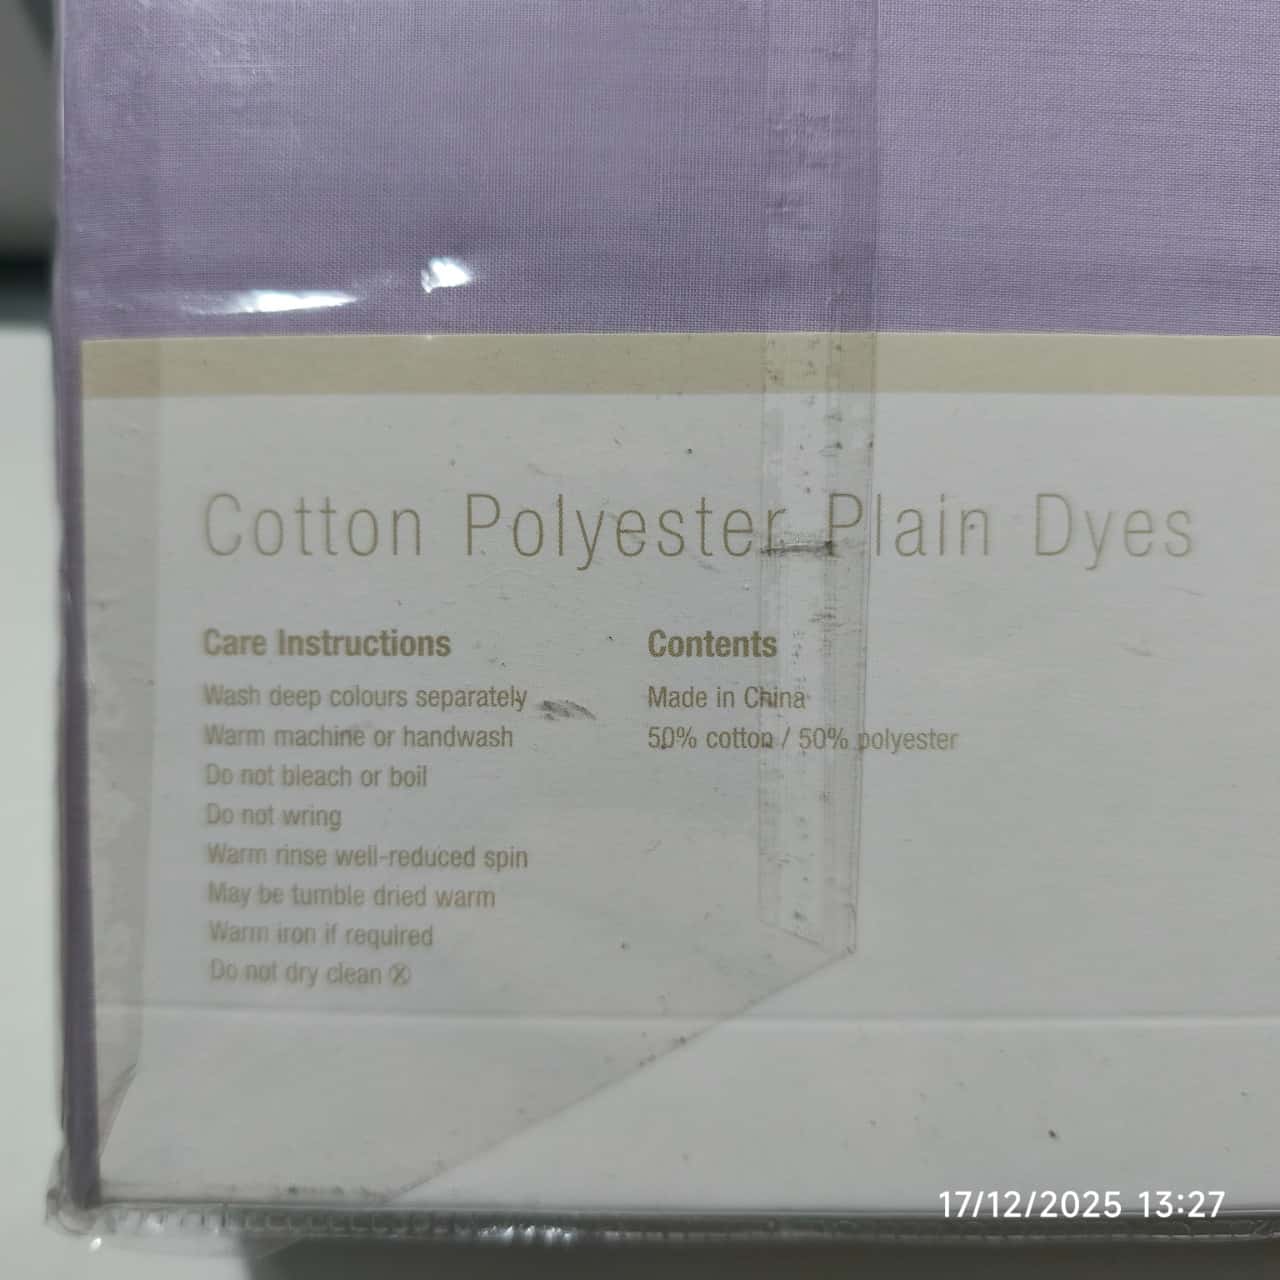 Cotton Polyester Plain Dyes
Care Instructions
Wash deep colours separately
Warm machine or handwash
Do not bleach or boil
Do not wring
Warm rinse well-reduced spin
May be tumble dried warm
Warm iron if required
Do not dry clean ⓧ
Contents
Made in China
50% cotton / 50% polyester
17/12/2025 13:27